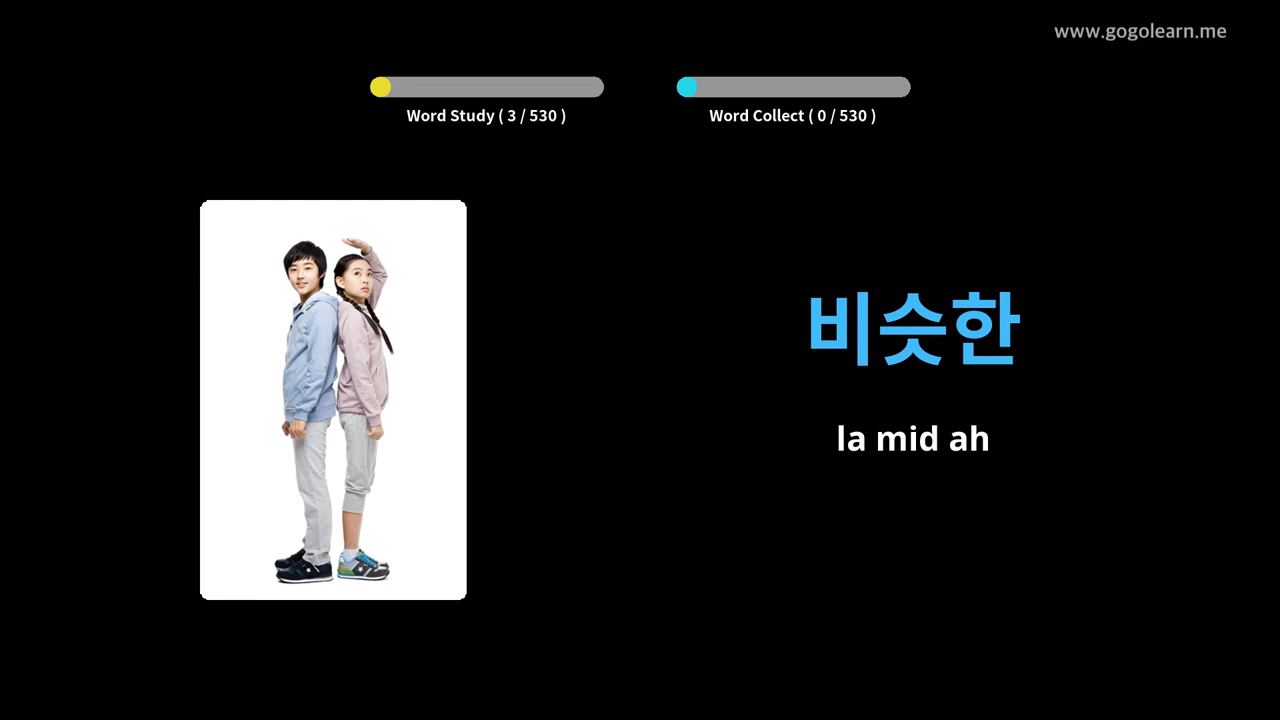 www.gogolearn.me
Word Study ( 3 / 530 )
Word Collect ( 0 / 530 )
비슷한
la mid ah